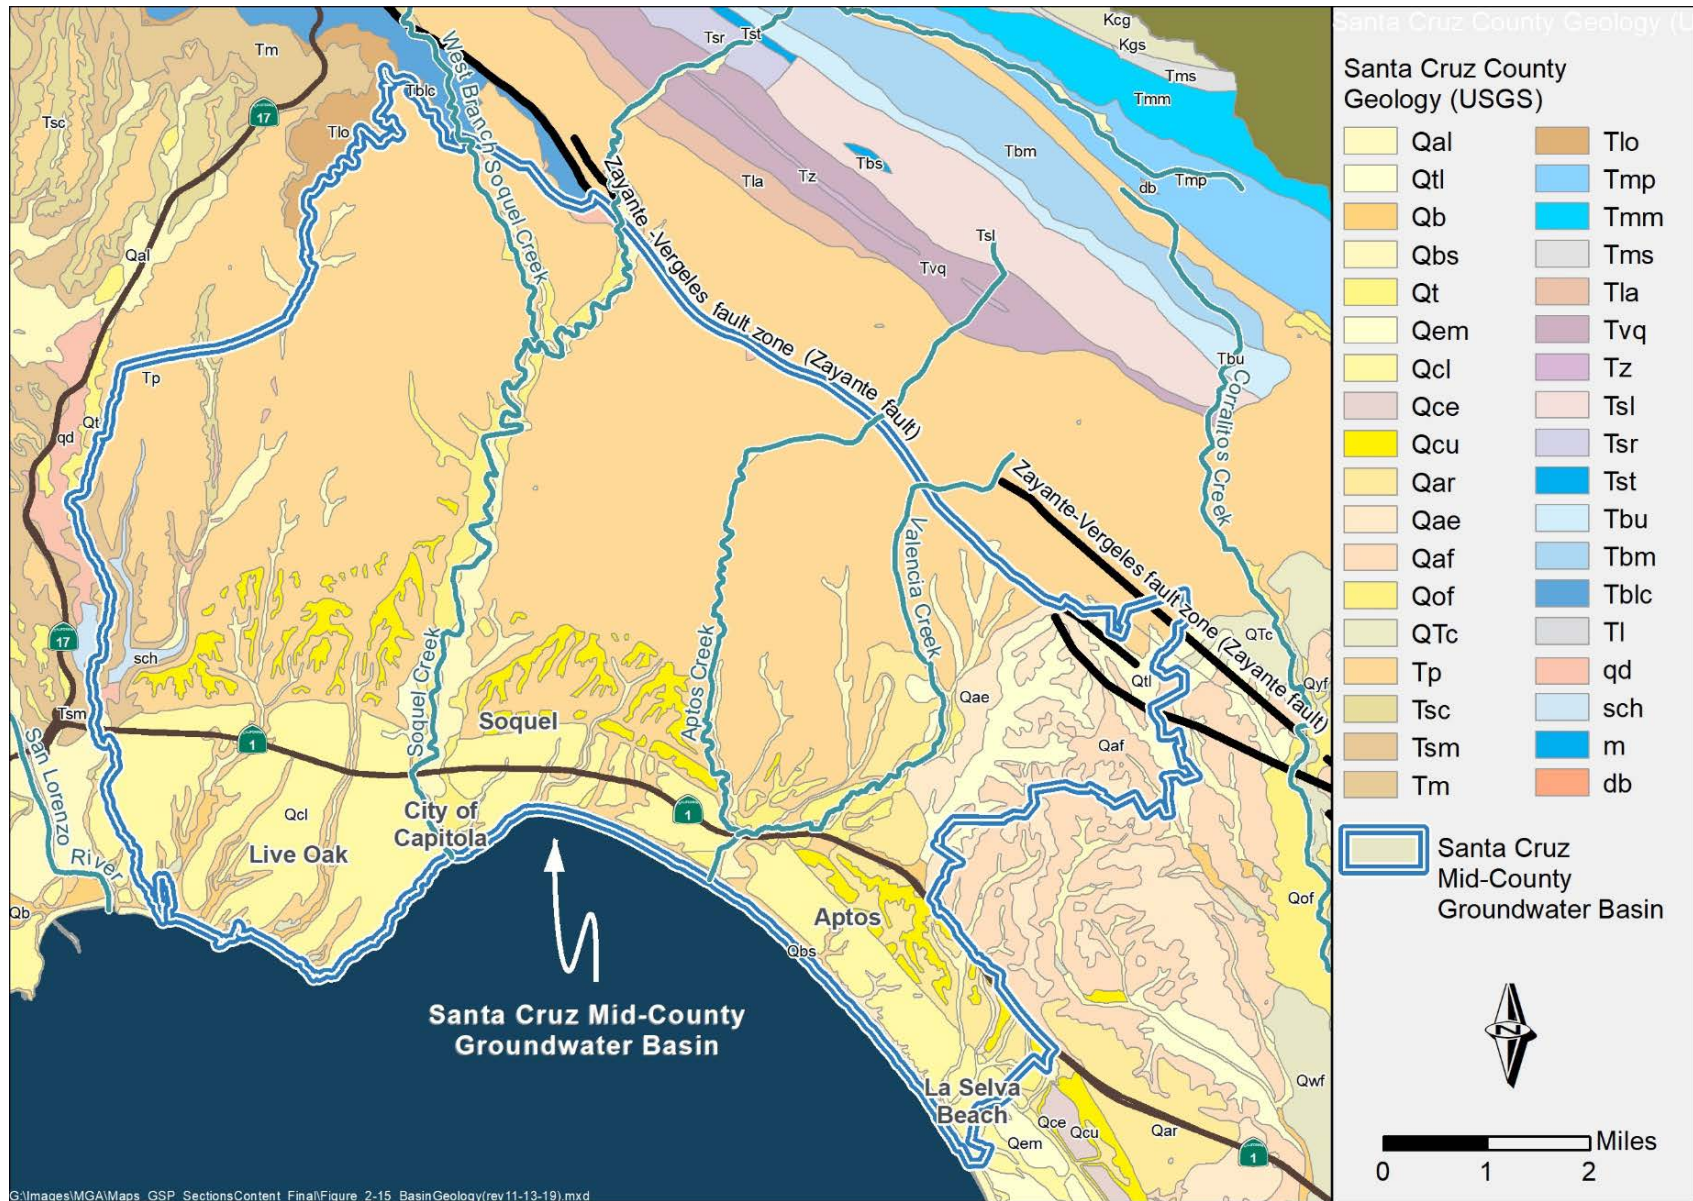 Santa Cruz County Geology (U
Santa Cruz County
Geology (USGS)
Qal
Qtl
Qb
Qbs
Qt
Qem
Qcl
Qce
Qcu
Qar
Qae
Qaf
Qof
QTc
Tp
Tsc
Tsm
Tm
Tlo
Tmp
Tmm
Tms
Tla
Tvq
Tz
Tsl
Tsr
Tst
Tbu
Tbm
Tblc
Tl
qd
sch
m
db
Santa Cruz
Mid-County
Groundwater Basin
N
Miles
0 1 2
Kcg
Kgs
Tms
Tmm
Tsr
Tst
Tm
Tsc
17
Tlo
Tblc
West Branch Soquel Creek
Tbs
Tbm
Tmp
db
Tla
Tz
Tvq
Tsl
Tbu
Corralitos Creek
Qal
Zayante -Vergeles fault zone (Zayante fault)
Tp
Qt
qd
Zayante-Vergeles fault zone (Zayante fault)
Valencia Creek
17
sch
Tsm
San Lorenzo River
1
Soquel Creek
Soquel
Aptos Creek
Qae
Qtl
QTc
Qyf
Qaf
City of
Capitola
Qcl
Live Oak
1
Qb
Aptos
Qbs
Qof
Santa Cruz Mid-County
Groundwater Basin
La Selva
Beach
Qwf
Qce
Qcu
Qar
Qem
1
G:\Images\MGA\Maps_GSP_SectionsContent_Final\Figure_2-15_BasinGeology(rev11-13-19).mxd